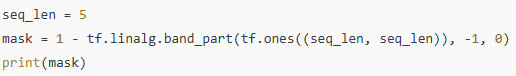 seq_len = 5
mask = 1 - tf.linalg.band_part(tf.ones((seq_len, seq_len)), -1, 0)
print(mask)